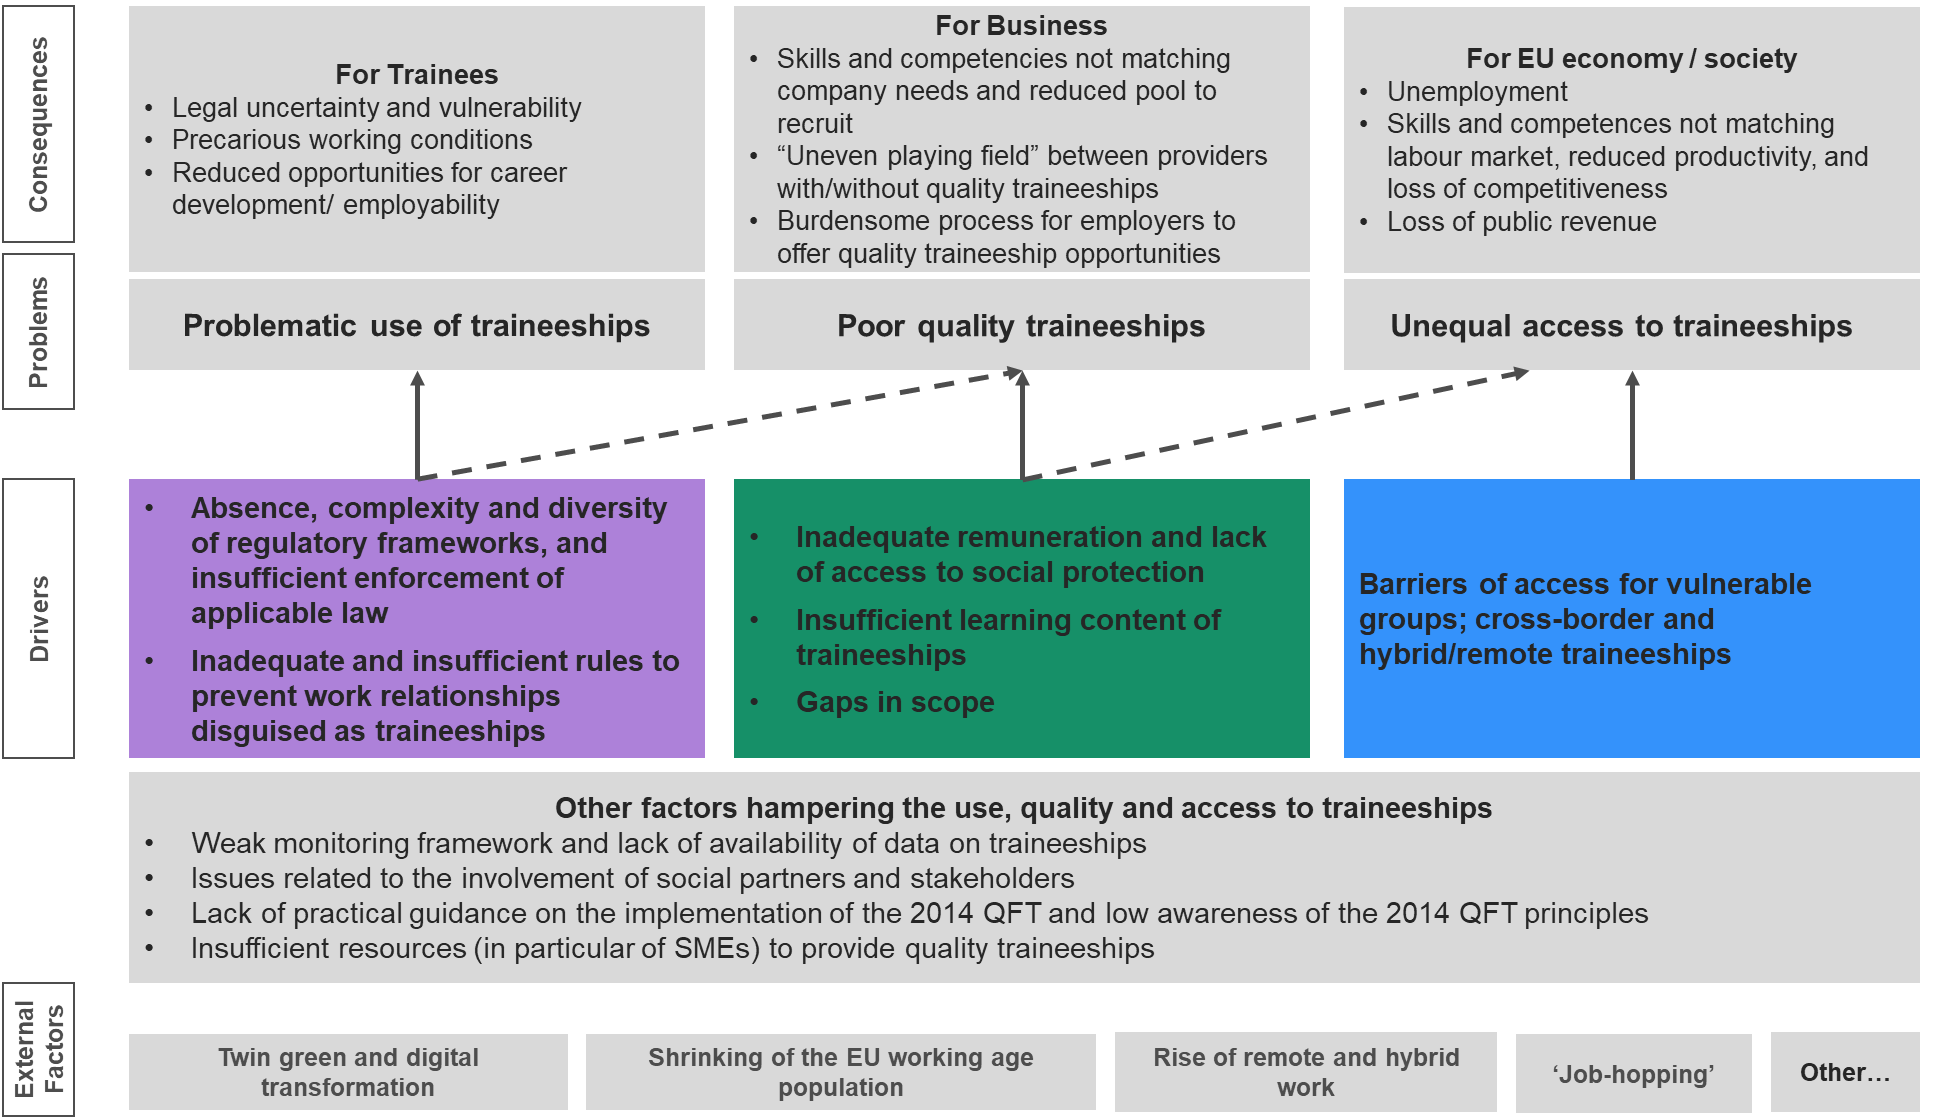 Consequences
For Trainees
• Legal uncertainty and vulnerability
• Precarious working conditions
• Reduced opportunities for career
development/ employability
For Business
• Skills and competencies not matching
company needs and reduced pool to
recruit
• “Uneven playing field” between providers
with/without quality traineeships
• Burdensome process for employers to
offer quality traineeship opportunities
For EU economy / society
• Unemployment
• Skills and competences not matching
labour market, reduced productivity, and
loss of competitiveness
• Loss of public revenue
Problems
Problematic use of traineeships
Poor quality traineeships
Unequal access to traineeships
Drivers
• Absence, complexity and diversity
of regulatory frameworks, and
insufficient enforcement of
applicable law
• Inadequate and insufficient rules to
prevent work relationships
disguised as traineeships
• Inadequate remuneration and lack
of access to social protection
• Insufficient learning content of
traineeships
• Gaps in scope
Barriers of access for vulnerable
groups; cross-border and
hybrid/remote traineeships
Other factors hampering the use, quality and access to traineeships
• Weak monitoring framework and lack of availability of data on traineeships
• Issues related to the involvement of social partners and stakeholders
• Lack of practical guidance on the implementation of the 2014 QFT and low awareness of the 2014 QFT principles
• Insufficient resources (in particular of SMEs) to provide quality traineeships
External
Factors
Twin green and digital
transformation
Shrinking of the EU working age
population
Rise of remote and hybrid
work
‘Job-hopping’
Other…